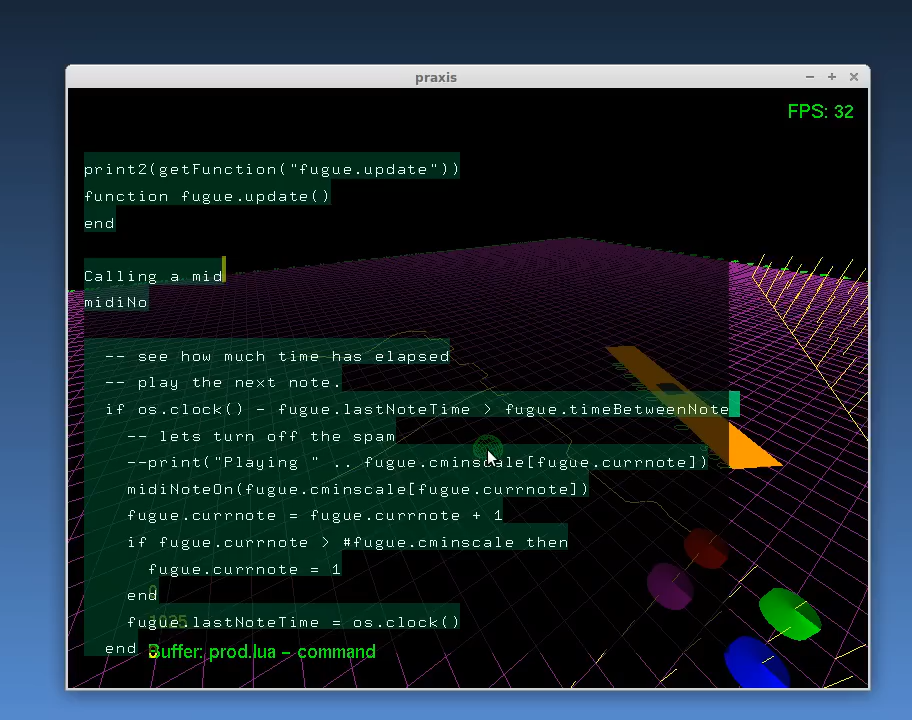 praxis
FPS: 32
print2(getFunction("fugue.update"))
function fugue.update()
end
Calling a mid
midiNo
-- see how much time has elapsed
-- play the next note.
if os.clock() - fugue.lastNoteTime > fugue.timeBetweenNote
-- lets turn off the spam
--print("Playing " .. fugue.cminscale[fugue.currnote])
midiNoteOn(fugue.cminscale[fugue.currnote])
fugue.currnote = fugue.currnote + 1
if fugue.currnote > #fugue.cminscale then
fugue.currnote = 1
end
fugue.lastNoteTime = os.clock()
end
Buffer: prod.lua – command